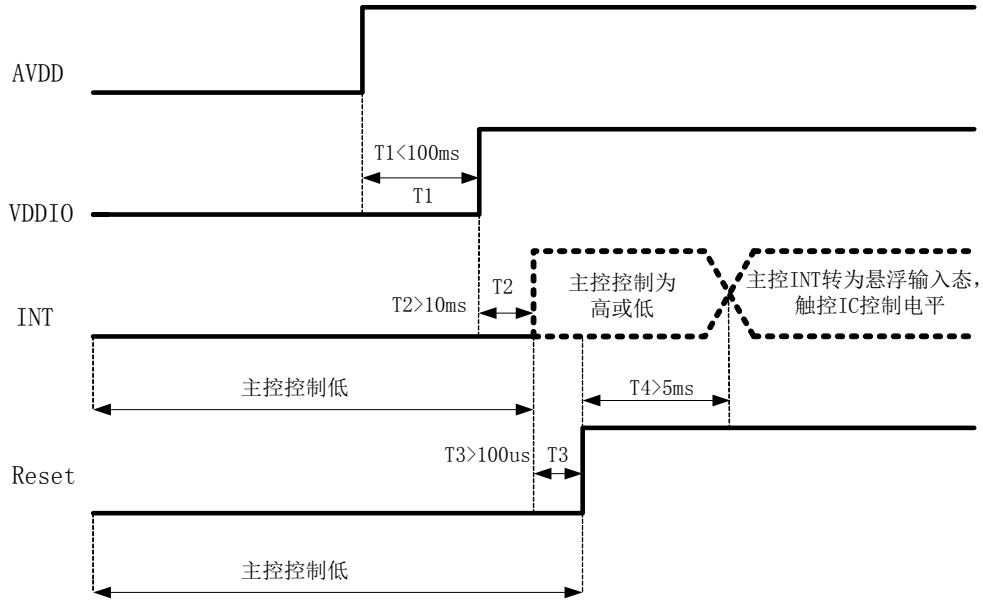 AVDD
T1<100ms
T1
VDDIO
T2
T2>10ms
主控控制为
高或低
主控INT转为悬浮输入态,
触控IC控制电平
INT
主控控制低
T4>5ms
T3>100us
T3
Reset
主控控制低